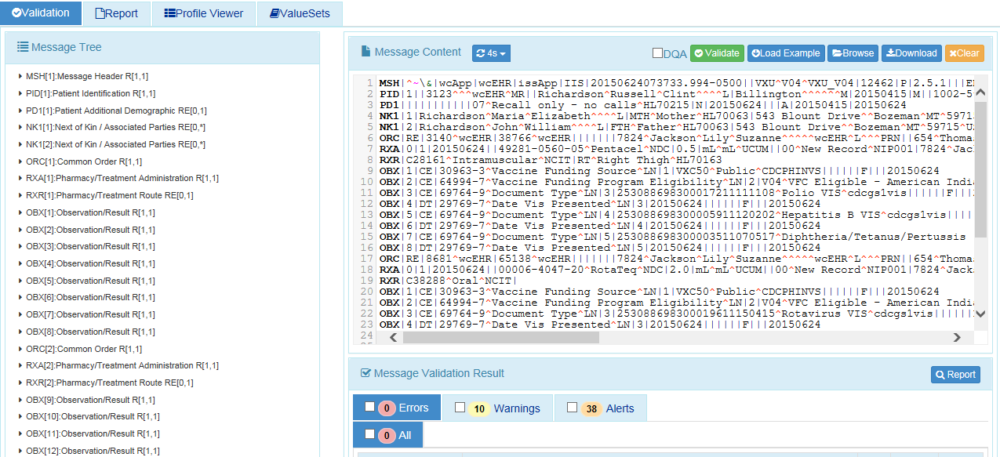 Validation Report Profile Viewer ValueSets
Message Tree
MSH[1]:Message Header R[1,1]
PID[1]:Patient Identification R[1,1]
PD1[1]:Patient Additional Demographic RE[0,1]
NK1[1]:Next of Kin / Associated Parties RE[0,*]
NK1[2]:Next of Kin / Associated Parties RE[0,*]
ORC[1]:Common Order R[1,1]
RXA[1]:Pharmacy/Treatment Administration R[1,1]
RXR[1]:Pharmacy/Treatment Route RE[0,1]
OBX[1]:Observation/Result R[1,1]
OBX[2]:Observation/Result R[1,1]
OBX[3]:Observation/Result R[1,1]
OBX[4]:Observation/Result R[1,1]
OBX[5]:Observation/Result R[1,1]
OBX[6]:Observation/Result R[1,1]
OBX[7]:Observation/Result R[1,1]
OBX[8]:Observation/Result R[1,1]
ORC[2]:Common Order R[1,1]
RXA[2]:Pharmacy/Treatment Administration R[1,1]
RXR[2]:Pharmacy/Treatment Route RE[0,1]
OBX[9]:Observation/Result R[1,1]
OBX[10]:Observation/Result R[1,1]
OBX[11]:Observation/Result R[1,1]
OBX[12]:Observation/Result R[1,1]
Message Content 4s DQA Validate Load Example Browse Download Clear
1 MSH|^~\&|wcApp|wcEHR|issApp|IIS|20150624073733.994-0500||VXU^V04^VXU_V04|12462|P|2.5.1|||E
2 PID|1||3123^^^wcEHR^MR||Richardson^Russell^Clint^^^^L|Billington^^^^^^M|20150415|M||1002-5
3 PD1|||||||||||07^Recall only - no calls^HL70215|N|20150624|||A|20150415|20150624
4 NK1|1|Richardson^Maria^Elizabeth^^^^L|MTH^Mother^HL70063|543 Blount Drive^^Bozeman^MT^5971
5 NK1|2|Richardson^John^William^^^^L|FTH^Father^HL70063|543 Blount Drive^^Bozeman^MT^59715^U
6 ORC|RE|3140^wcEHR|38766^wcEHR|||||||7824^Jackson^Lily^Suzanne^^^^^wcEHR^L^^^PRN||654^Thoma
7 RXA|0|1|20150624||49281-0560-05^Pentacel^NDC|0.5|mL^mL^UCUM||00^New Record^NIP001|7824^Jac
8 RXR|C28161^Intramuscular^NCIT|RT^Right Thigh^HL70163
9 OBX|1|CE|30963-3^Vaccine Funding Source^LN|1|VXC50^Public^CDCPHINVS||||||F|||20150624
10 OBX|2|CE|64994-7^Vaccine Funding Program Eligibility^LN|2|V04^VFC Eligible - American Indi
11 OBX|3|CE|69764-9^Document Type^LN|3|253088698300017211111108^Polio VIS^cdcgs1vis||||||F|||
12 OBX|4|DT|29769-7^Date Vis Presented^LN|3|20150624||||||F|||20150624
13 OBX|5|CE|69764-9^Document Type^LN|4|253088698300005911120202^Hepatitis B VIS^cdcgs1vis||||
14 OBX|6|DT|29769-7^Date Vis Presented^LN|4|20150624||||||F|||20150624
15 OBX|7|CE|69764-9^Document Type^LN|5|253088698300003511070517^Diphtheria/Tetanus/Pertussis
16 OBX|8|DT|29769-7^Date Vis Presented^LN|5|20150624||||||F|||20150624
17 ORC|RE|8681^wcEHR|65138^wcEHR|||||||7824^Jackson^Lily^Suzanne^^^^^wcEHR^L^^^PRN||654^Thoma
18 RXA|0|1|20150624||00006-4047-20^RotaTeq^NDC|2.0|mL^mL^UCUM||00^New Record^NIP001|7824^Jack
19 RXR|C38288^Oral^NCIT|
20 OBX|1|CE|30963-3^Vaccine Funding Source^LN|1|VXC50^Public^CDCPHINVS||||||F|||20150624
21 OBX|2|CE|64994-7^Vaccine Funding Program Eligibility^LN|2|V04^VFC Eligible - American Indi
22 OBX|3|CE|69764-9^Document Type^LN|3|253088698300019611150415^Rotavirus VIS^cdcgs1vis||||||
23 OBX|4|DT|29769-7^Date Vis Presented^LN|3|20150624||||||F|||20150624
24
Message Validation Result Report
0 Errors 10 Warnings 38 Alerts
0 All